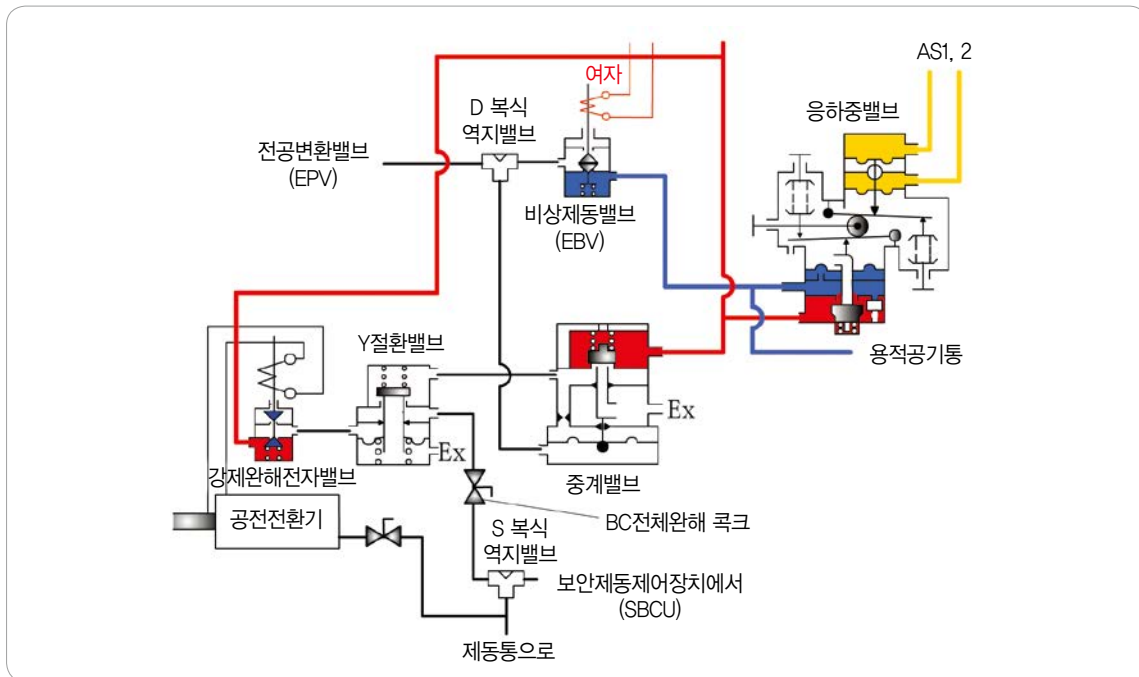 AS1, 2
여자
응하중밸브
D 복식
역지밸브
전공변환밸브
(EPV)
비상제동밸브
(EBV)
Y절환밸브
용적공기통
Ex
Ex
강제완해전자밸브
중계밸브
공전전환기
BC전체완해 콕크
S 복식
역지밸브
보안제동제어장치에서
(SBCU)
제동통으로